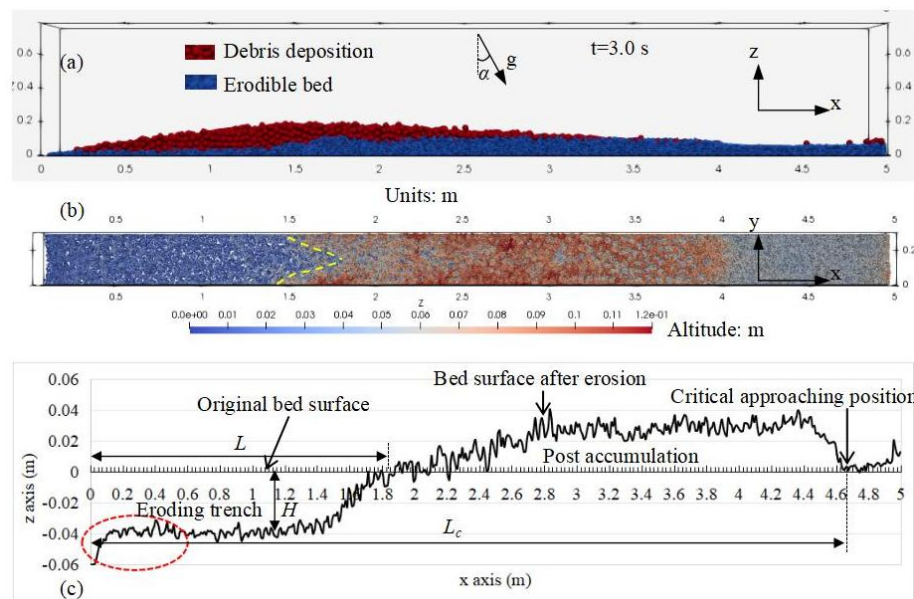 (a)
Debris deposition
Erodible bed
α
g
t=3.0 s
z
x
0.6
0.4
0.2
0
0.6
0.4
0.2
0
0 0.5 1 1.5 2 2.5 3 3.5 4 4.5 5
Units: m
(b)
0.5 1 1.5 2 2.5 3 3.5 4 4.5 5
y
x
0.2
0
0.5 1 1.5 2 2.5 3 3.5 4 4.5 5
z
0.0e+00 0.01 0.02 0.03 0.04 0.05 0.06 0.07 0.08 0.09 0.1 0.11 1.2e-01
Altitude: m
(c)
z axis (m)
0.06
0.04
0.02
0
-0.02
-0.04
-0.06
Bed surface after erosion
Critical approaching position
Original bed surface
L
Post accumulation
0 0.2 0.4 0.6 0.8 1 1.2 1.4 1.6 1.8 2 2.2 2.4 2.6 2.8 3 3.2 3.4 3.6 3.8 4 4.2 4.4 4.6 4.8 5
Eroding trench
H
Lc
x axis (m)